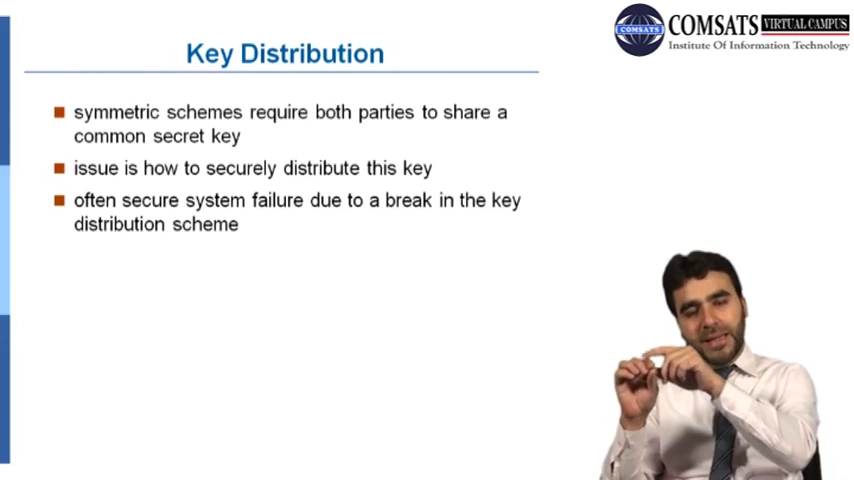 COMSATS VIRTUAL CAMPUS
COMSATS
Institute Of Information Technology
Key Distribution
symmetric schemes require both parties to share a
common secret key
issue is how to securely distribute this key
often secure system failure due to a break in the key
distribution scheme